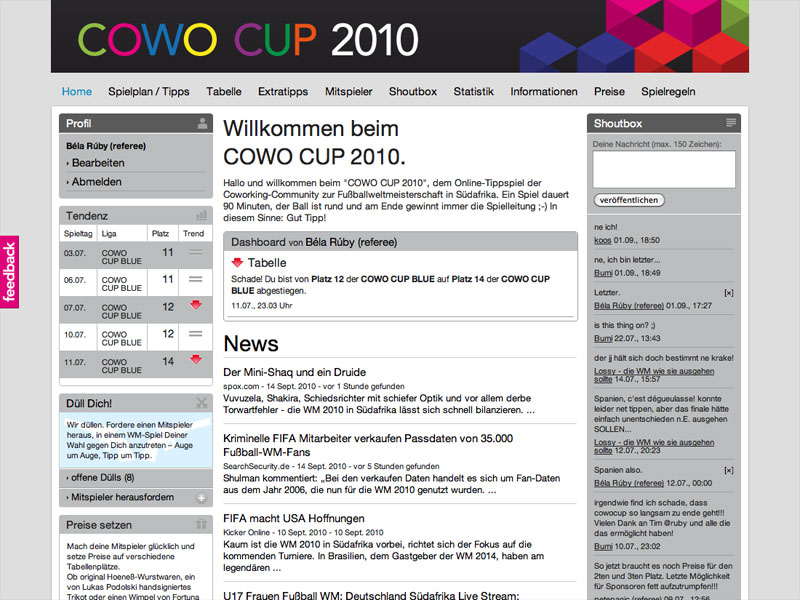 COWO CUP 2010
Home Spielplan / Tipps Tabelle Extratipps Mitspieler Shoutbox Statistik Informationen Preise Spielregeln
feedback
Profil
Béla Rúby (referee)
› Bearbeiten
› Abmelden
Tendenz
Spieltag Liga Platz Trend
03.07. COWO CUP BLUE 11
06.07. COWO CUP BLUE 11
07.07. COWO CUP BLUE 12
10.07. COWO CUP BLUE 12
11.07. COWO CUP BLUE 14
Düll Dich!
Wir düllen. Fordere einen Mitspieler
heraus, in einem WM-Spiel Deiner
Wahl gegen Dich anzutreten – Auge
um Auge, Tipp um Tipp.
› offene Dülls (8)
› Mitspieler herausfordern
Preise setzen
Mach deine Mitspieler glücklich und
setze Preise auf verschiedene
Tabellenplätze.
Ob original Hoeneß-Wurstwaren, ein
von Lukas Podolski handsigniertes
Trikot oder einen Wimpel von Fortuna
Willkommen beim
COWO CUP 2010.
Hallo und willkommen beim "COWO CUP 2010", dem Online-Tippspiel der
Coworking-Community zur Fußballweltmeisterschaft in Südafrika. Ein Spiel dauert
90 Minuten, der Ball ist rund und am Ende gewinnt immer die Spielleitung ;-) In
diesem Sinne: Gut Tipp!
Dashboard von Béla Rúby (referee)
Tabelle
Schade! Du bist von Platz 12 der COWO CUP BLUE auf Platz 14 der COWO CUP
BLUE abgestiegen.
11.07., 23.03 Uhr
News
Der Mini-Shaq und ein Druide
spox.com - 14 Sept. 2010 - vor 1 Stunde gefunden
Vuvuzela, Shakira, Schiedsrichter mit schiefer Optik und vor allem derbe
Torwartfehler - die WM 2010 in Südafrika lässt sich schnell bilanzieren. ...
Kriminelle FIFA Mitarbeiter verkaufen Passdaten von 35.000
Fußball-WM-Fans
SearchSecurity.de - 14 Sept. 2010 - vor 5 Stunden gefunden
Shulman kommentiert: „Bei den verkauften Daten handelt es sich um Fan-Daten
aus dem Jahr 2006, die nun für die WM 2010 genutzt wurden. ...
FIFA macht USA Hoffnungen
Kicker Online - 10 Sept. 2010 - 10 Sept. 2010
Kaum ist die WM 2010 in Südafrika vorbei, richtet sich der Fokus auf die
kommenden Turniere. In Brasilien, dem Gastgeber der WM 2014, haben am
legendären ...
U17 Frauen Fußball WM: Deutschland Südafrika Live Stream:
Shoutbox
Deine Nachricht (max. 150 Zeichen):
veröffentlichen
ne ich!
koos 01.09., 18:50
ne, ich bin letzter...
Bumi 01.09., 18:49
Letzter. [×]
Béla Rúby (referee) 01.09., 17:27
is this thing on? ;)
Bumi 22.07., 13:43
der jj hält sich doch bestimmt ne krake!
Lossy - die WM wie sie ausgehen
sollte 14.07., 15:57
Spanien, c'est dégueulasse! konnte
leider net tippen, aber das finale hätte
einfach unentschieden n.E. ausgehen
SOLLEN...
Lossy - die WM wie sie ausgehen
sollte 12.07., 20:23
Spanien also. [×]
Béla Rúby (referee) 12.07., 00:00
irgendwie find ich schade, dass
cowocup so langsam zu ende geht!!!
Vielen Dank an Tim @ruby und alle die
das ermöglicht haben!
Bumi 10.07., 23:02
So jetzt braucht es noch Preise für den
2ten und 3ten Platz. Letzte Möglichkeit
für Sponsoren fett aufzutrumpfen!!!